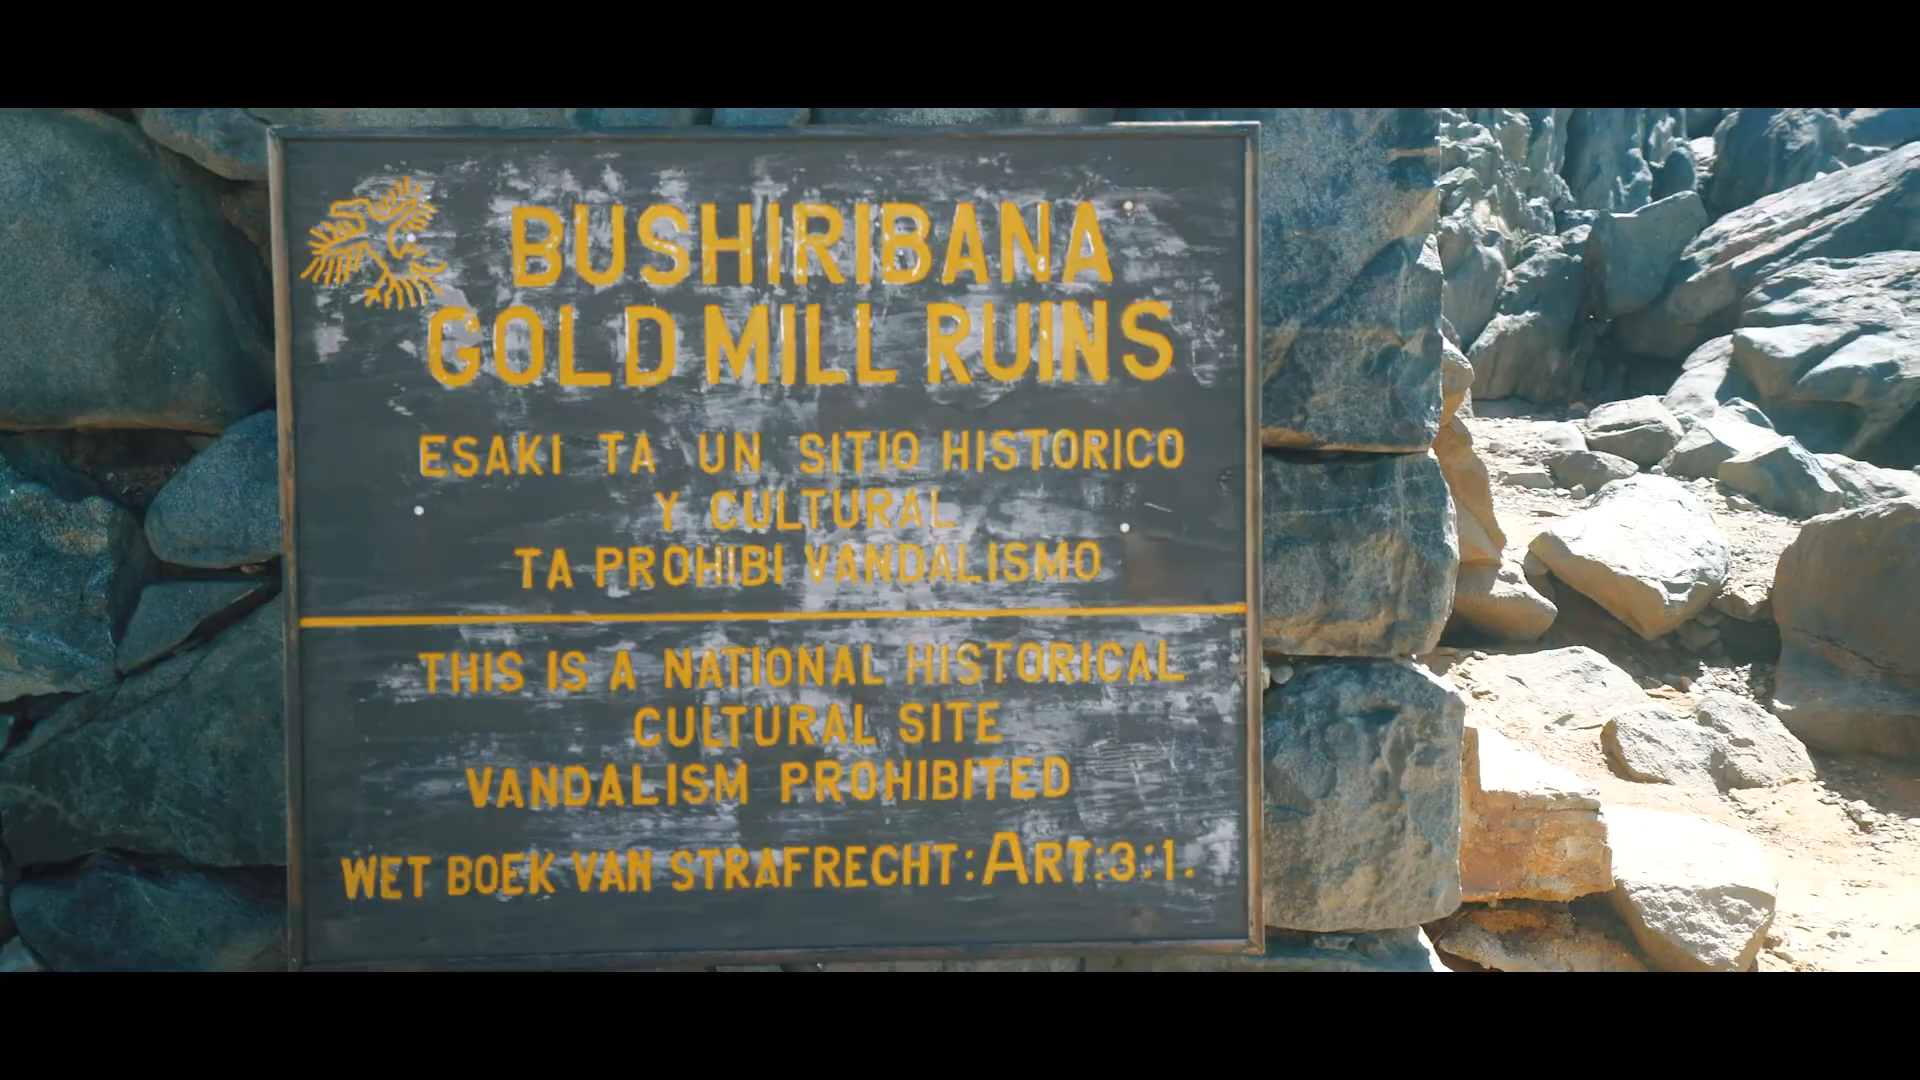 BUSHIRIBANA
GOLD MILL RUINS
ESAKI TA UN SITIO HISTORICO
Y CULTURAL
TA PROHIBI VANDALISMO
THIS IS A NATIONAL HISTORICAL
CULTURAL SITE
VANDALISM PROHIBITED
WET BOEK VAN STRAFRECHT: ART:3:1.